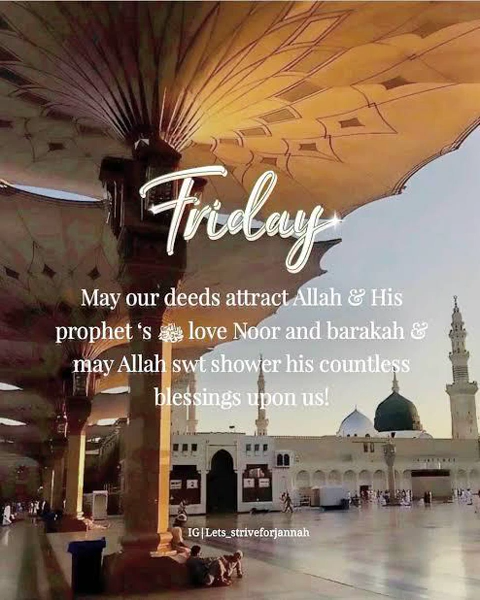 Friday
May our deeds attract Allah & His
prophet ‘s ﷺ love Noor and barakah &
may Allah swt shower his countless
blessings upon us!
IG|Lets_striveforjannah